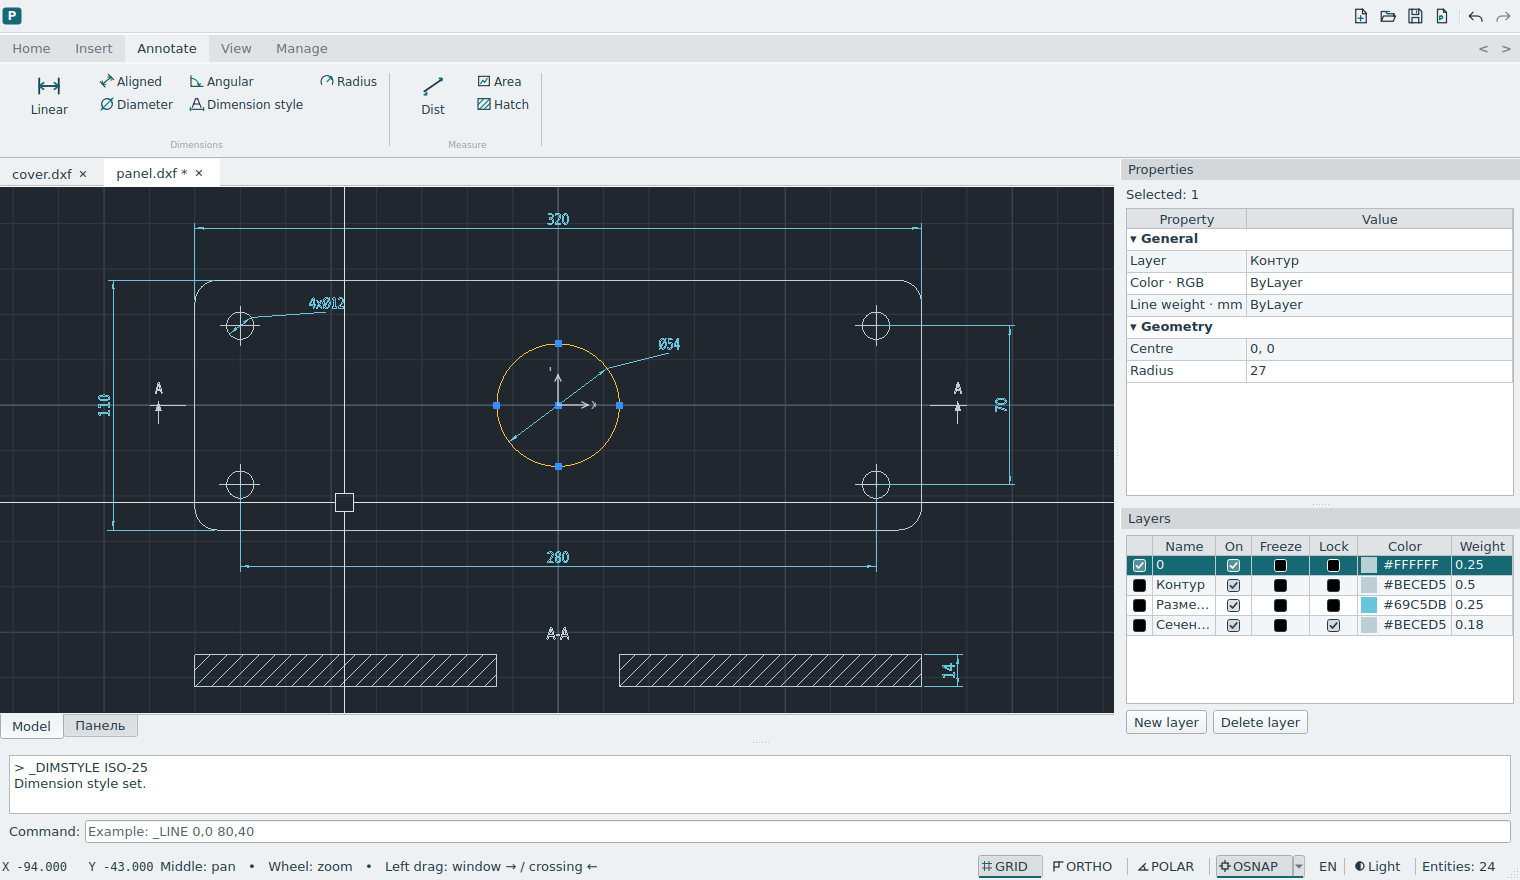 P
Home Insert Annotate View Manage < >
Linear
Aligned Angular Radius
Diameter Dimension style
Dimensions
Dist
Area
Hatch
Measure
cover.dxf × panel.dxf * ×
320
4xØ12
Ø54
110
A
A
70
X
280
A-A
14
Model Панель
Properties
Selected: 1
Property Value
▾ General
Layer Контур
Color · RGB ByLayer
Line weight · mm ByLayer
▾ Geometry
Centre 0, 0
Radius 27
Layers
Name On Freeze Lock Color Weight
0 #FFFFFF 0.25
Контур #BECED5 0.5
Разме... #69C5DB 0.25
Сечен... #BECED5 0.18
New layer Delete layer
> _DIMSTYLE ISO-25
Dimension style set.
Command: Example: _LINE 0,0 80,40
X -94.000 Y -43.000 Middle: pan • Wheel: zoom • Left drag: window → / crossing ← GRID ORTHO POLAR OSNAP EN Light Entities: 24